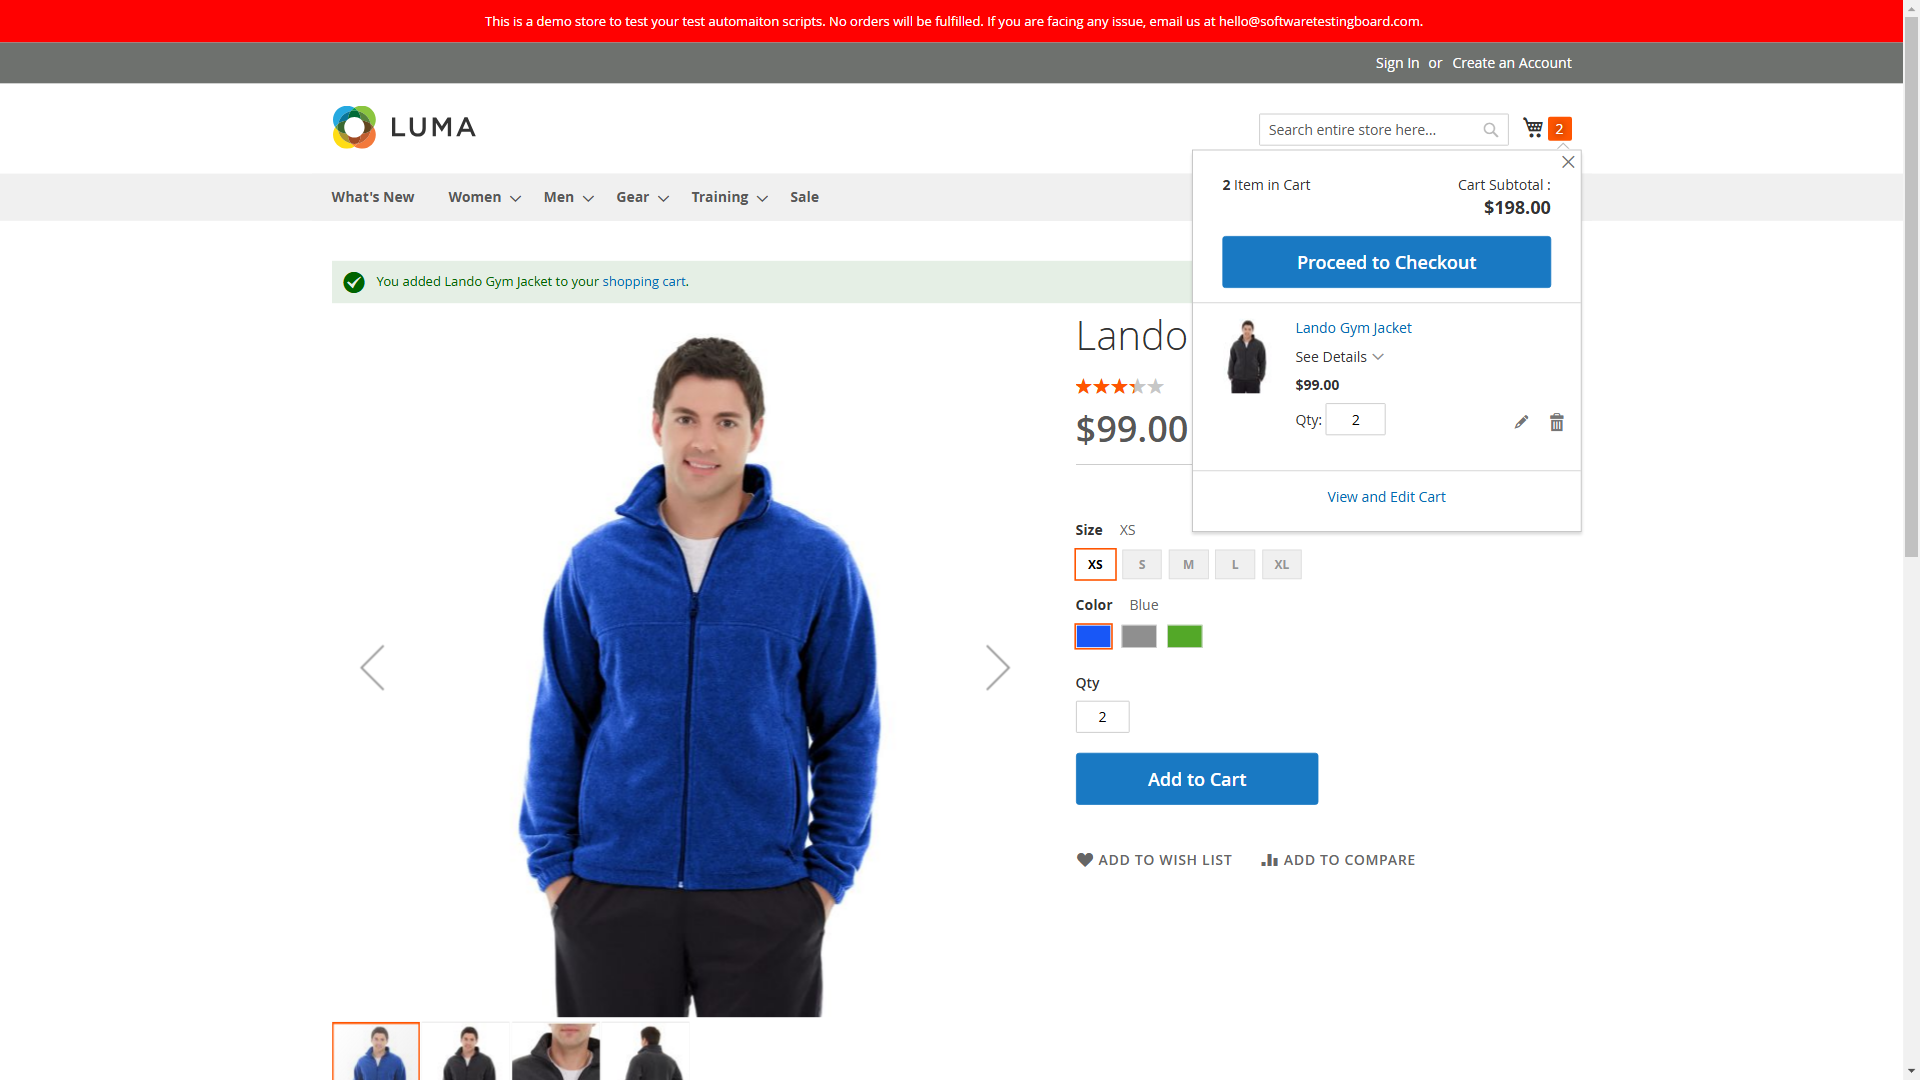 This is a demo store to test your test automaiton scripts. No orders will be fulfilled. If you are facing any issue, email us at hello@softwaretestingboard.com.
Sign In or Create an Account
LUMA
Search entire store here...
2
What's New
Women
Men
Gear
Training
Sale
2 Item in Cart
Cart Subtotal :
$198.00
Proceed to Checkout
Lando Gym Jacket
See Details
$99.00
Qty: 2
View and Edit Cart
You added Lando Gym Jacket to your shopping cart.
Lando
$99.00
Size XS
XS S M L XL
Color Blue
Qty
2
Add to Cart
ADD TO WISH LIST
ADD TO COMPARE